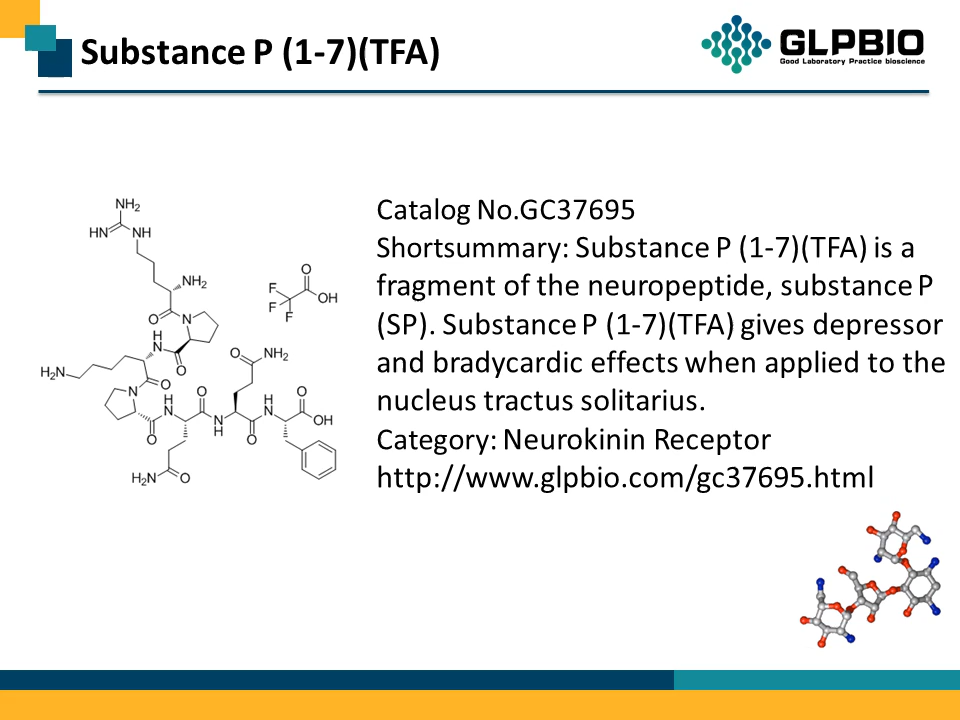 Substance P (1-7)(TFA)
GLPBIO
Good Laboratory Practice bioscience
Catalog No.GC37695
Shortsummary: Substance P (1-7)(TFA) is a
fragment of the neuropeptide, substance P
(SP). Substance P (1-7)(TFA) gives depressor
and bradycardic effects when applied to the
nucleus tractus solitarius.
Category: Neurokinin Receptor
http://www.glpbio.com/gc37695.html
NH2
HN
NH
NH2
O
N
O
F
F
F
OH
H
N
O
H2N
O
N
O
NH2
O
H
N
O
N
H
O
H
N
O
OH
H2N
O